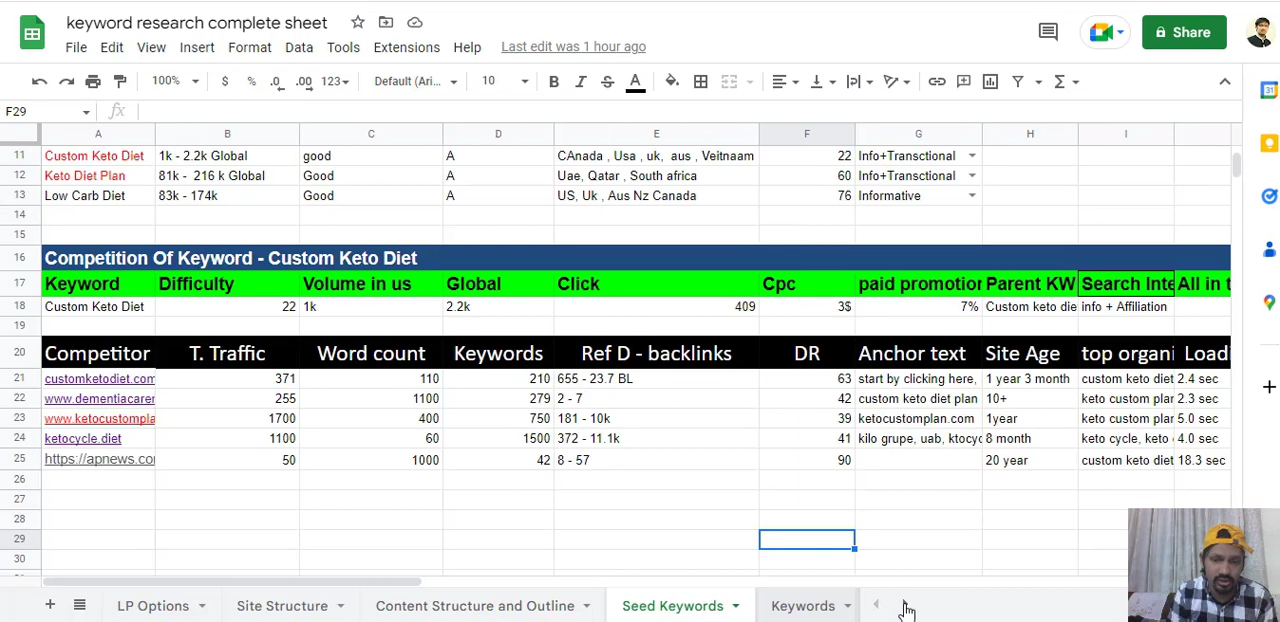 keyword research complete sheet
File Edit View Insert Format Data Tools Extensions Help Last edit was 1 hour ago
Share
100% $ % .0 .00 123 Default (Ari... 10 B I S A
F29 fx
A B C D E F G H I
11 Custom Keto Diet 1k - 2.2k Global good A CAnada , Usa , uk, aus , Veitnaam 22 Info+Transctional
12 Keto Diet Plan 81k - 216 k Global Good A Uae, Qatar , South africa 60 Info+Transctional
13 Low Carb Diet 83k - 174k Good A US, Uk , Aus Nz Canada 76 Informative
14
15
16 Competition Of Keyword - Custom Keto Diet
17 Keyword Difficulty Volume in us Global Click Cpc paid promotion Parent KW Search Inte All in t
18 Custom Keto Diet 22 1k 2.2k 409 3$ 7% Custom keto die info + Affiliation
19
20 Competitor T. Traffic Word count Keywords Ref D - backlinks DR Anchor text Site Age top organi Loadi
21 customketodiet.com 371 110 210 655 - 23.7 BL 63 start by clicking here, 1 year 3 month custom keto diet 2.4 sec
22 www.dementiacarer 255 1100 279 2 - 7 42 custom keto diet plan 10+ keto custom plar 2.3 sec
23 www.ketocustompla 1700 400 750 181 - 10k 39 ketocustomplan.com 1year keto custom plar 5.0 sec
24 ketocycle.diet 1100 60 1500 372 - 11.1k 41 kilo grupe, uab, ktocyc 8 month keto cycle, keto 4.0 sec
25 https://apnews.co 50 1000 42 8 - 57 90 20 year custom keto diet 18.3 sec
26
27
28
29
30
LP Options Site Structure Content Structure and Outline Seed Keywords Keywords